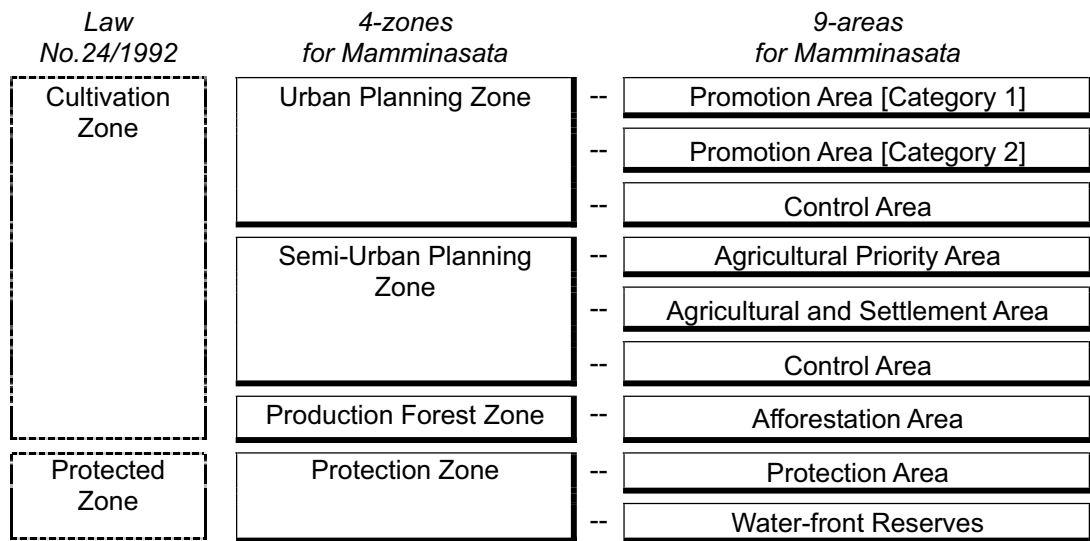 Law
No.24/1992
4-zones
for Mamminasata
9-areas
for Mamminasata
Cultivation
Zone
Urban Planning Zone
-- Promotion Area [Category 1]
-- Promotion Area [Category 2]
-- Control Area
Semi-Urban Planning
Zone
-- Agricultural Priority Area
-- Agricultural and Settlement Area
-- Control Area
Production Forest Zone
-- Afforestation Area
Protected
Zone
Protection Zone
-- Protection Area
-- Water-front Reserves